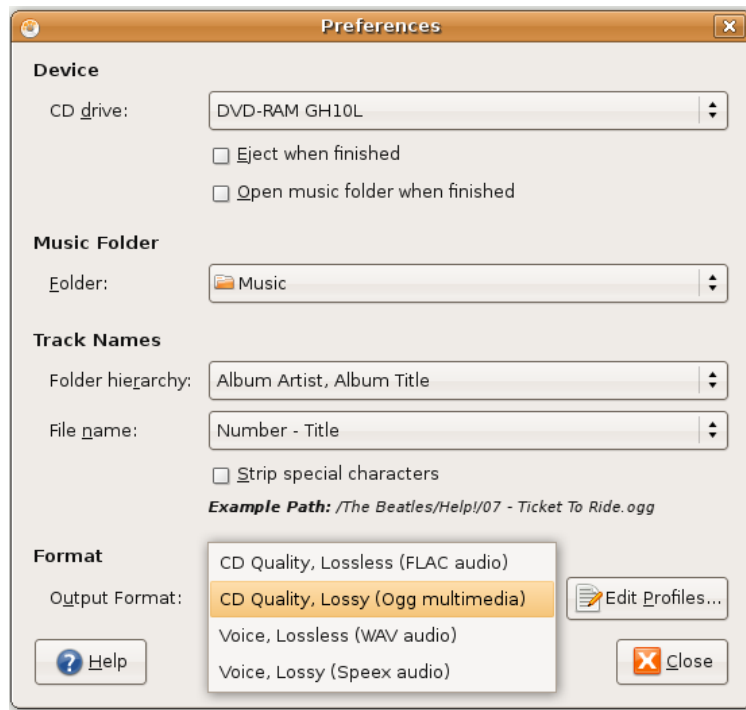 Preferences
Device
CD drive: DVD-RAM GH10L
Eject when finished
Open music folder when finished
Music Folder
Folder: Music
Track Names
Folder hierarchy: Album Artist, Album Title
File name: Number - Title
Strip special characters
Example Path: /The Beatles/Help!/07 - Ticket To Ride.ogg
Format
CD Quality, Lossless (FLAC audio)
Output Format: CD Quality, Lossy (Ogg multimedia) Edit Profiles...
Voice, Lossless (WAV audio)
Help Voice, Lossy (Speex audio) Close